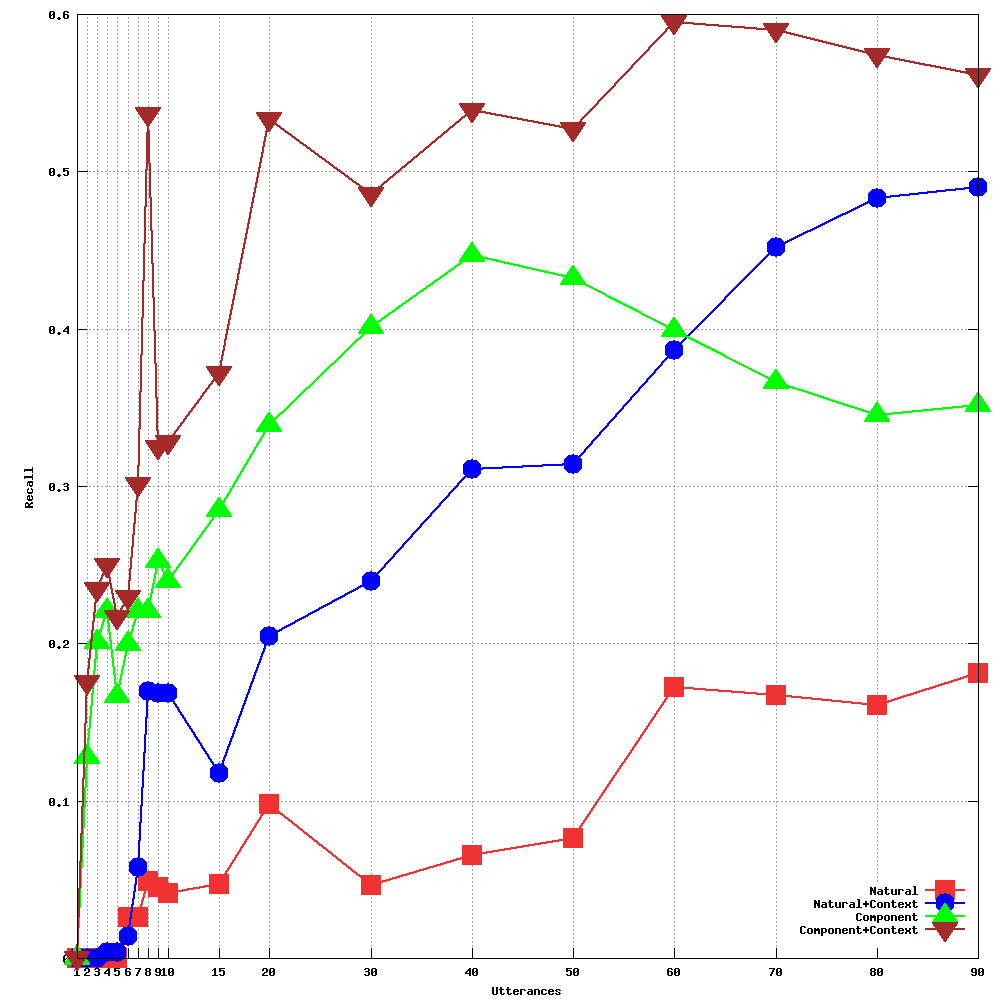 0.6
0.5
0.4
0.3
0.2
0.1
0
Recall
1 2 3 4 5 6 7 8 9 10 15 20 30 40 50 60 70 80 90
Utterances
Natural
Natural+Context
Component
Component+Context